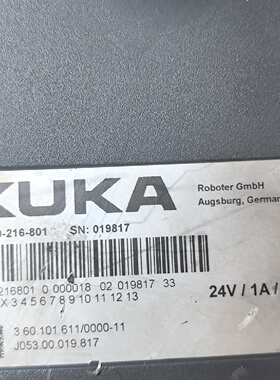 KUKA
Roboter GmbH
Augsburg, German
-216-801 SN: 019817
216801 0 000018 02 019817 33
X 3 4 5 6 7 8 9 10 11 12 13
24V / 1A /
3.60.101.611/0000-11
J053.00.019.817